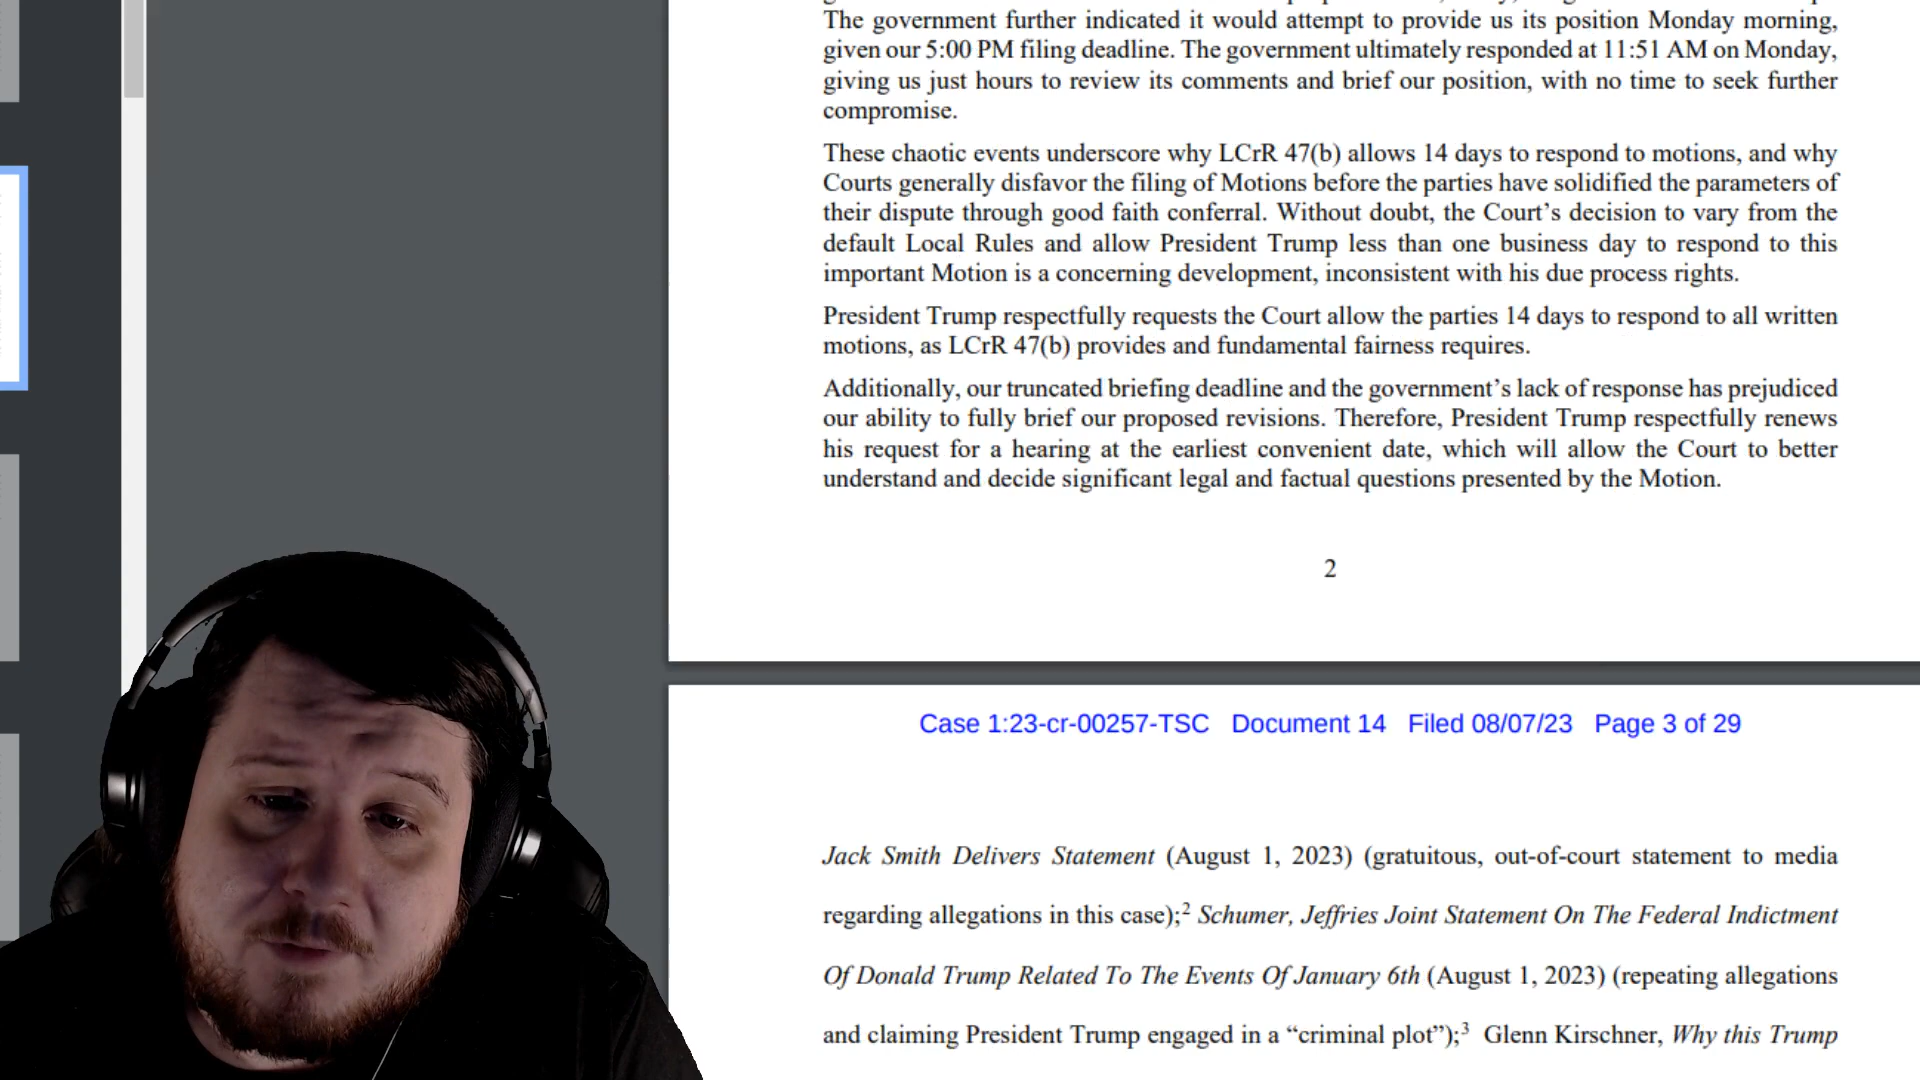 The government further indicated it would attempt to provide us its position Monday morning,
given our 5:00 PM filing deadline. The government ultimately responded at 11:51 AM on Monday,
giving us just hours to review its comments and brief our position, with no time to seek further
compromise.
These chaotic events underscore why LCrR 47(b) allows 14 days to respond to motions, and why
Courts generally disfavor the filing of Motions before the parties have solidified the parameters of
their dispute through good faith conferral. Without doubt, the Court’s decision to vary from the
default Local Rules and allow President Trump less than one business day to respond to this
important Motion is a concerning development, inconsistent with his due process rights.
President Trump respectfully requests the Court allow the parties 14 days to respond to all written
motions, as LCrR 47(b) provides and fundamental fairness requires.
Additionally, our truncated briefing deadline and the government’s lack of response has prejudiced
our ability to fully brief our proposed revisions. Therefore, President Trump respectfully renews
his request for a hearing at the earliest convenient date, which will allow the Court to better
understand and decide significant legal and factual questions presented by the Motion.
2
Case 1:23-cr-00257-TSC Document 14 Filed 08/07/23 Page 3 of 29
Jack Smith Delivers Statement (August 1, 2023) (gratuitous, out-of-court statement to media
regarding allegations in this case);2 Schumer, Jeffries Joint Statement On The Federal Indictment
Of Donald Trump Related To The Events Of January 6th (August 1, 2023) (repeating allegations
and claiming President Trump engaged in a “criminal plot”);3 Glenn Kirschner, Why this Trump